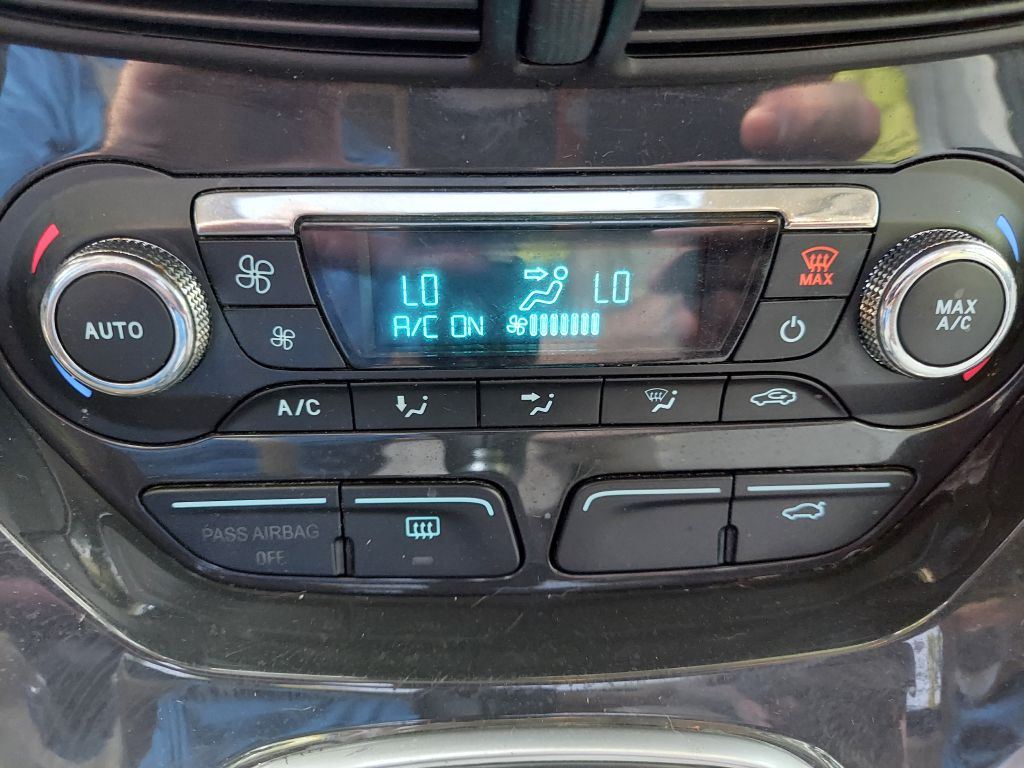 LO LO
MAX
AUTO
A/C ON
MAX
A/C
A/C
PASS AIRBAG
OFF